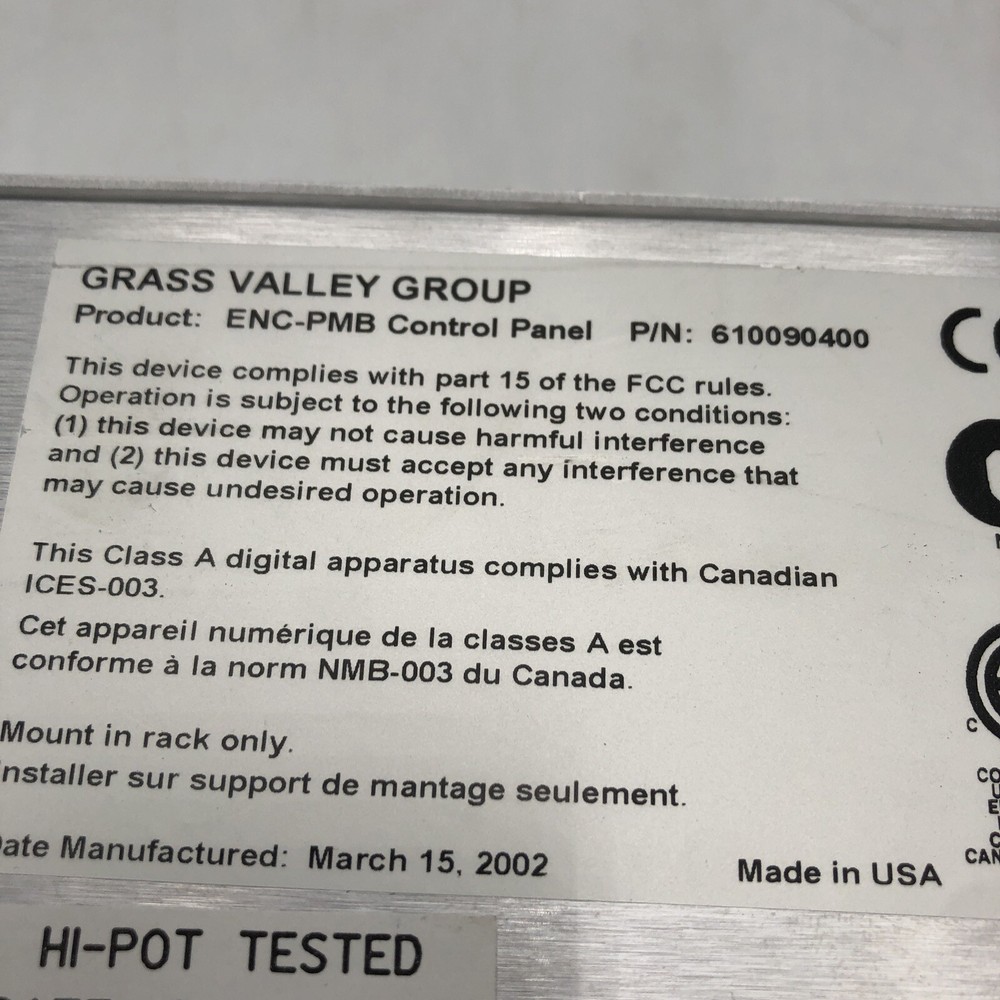 GRASS VALLEY GROUP
Product: ENC-PMB Control Panel P/N: 610090400
This device complies with part 15 of the FCC rules.
Operation is subject to the following two conditions:
(1) this device may not cause harmful interference
and (2) this device must accept any interference that
may cause undesired operation.
This Class A digital apparatus complies with Canadian
ICES-003.
Cet appareil numérique de la classes A est
conforme à la norm NMB-003 du Canada.
Mount in rack only.
nstaller sur support de mantage seulement.
ate Manufactured: March 15, 2002
Made in USA
C
CO
U
E
C
CAN
HI-POT TESTED